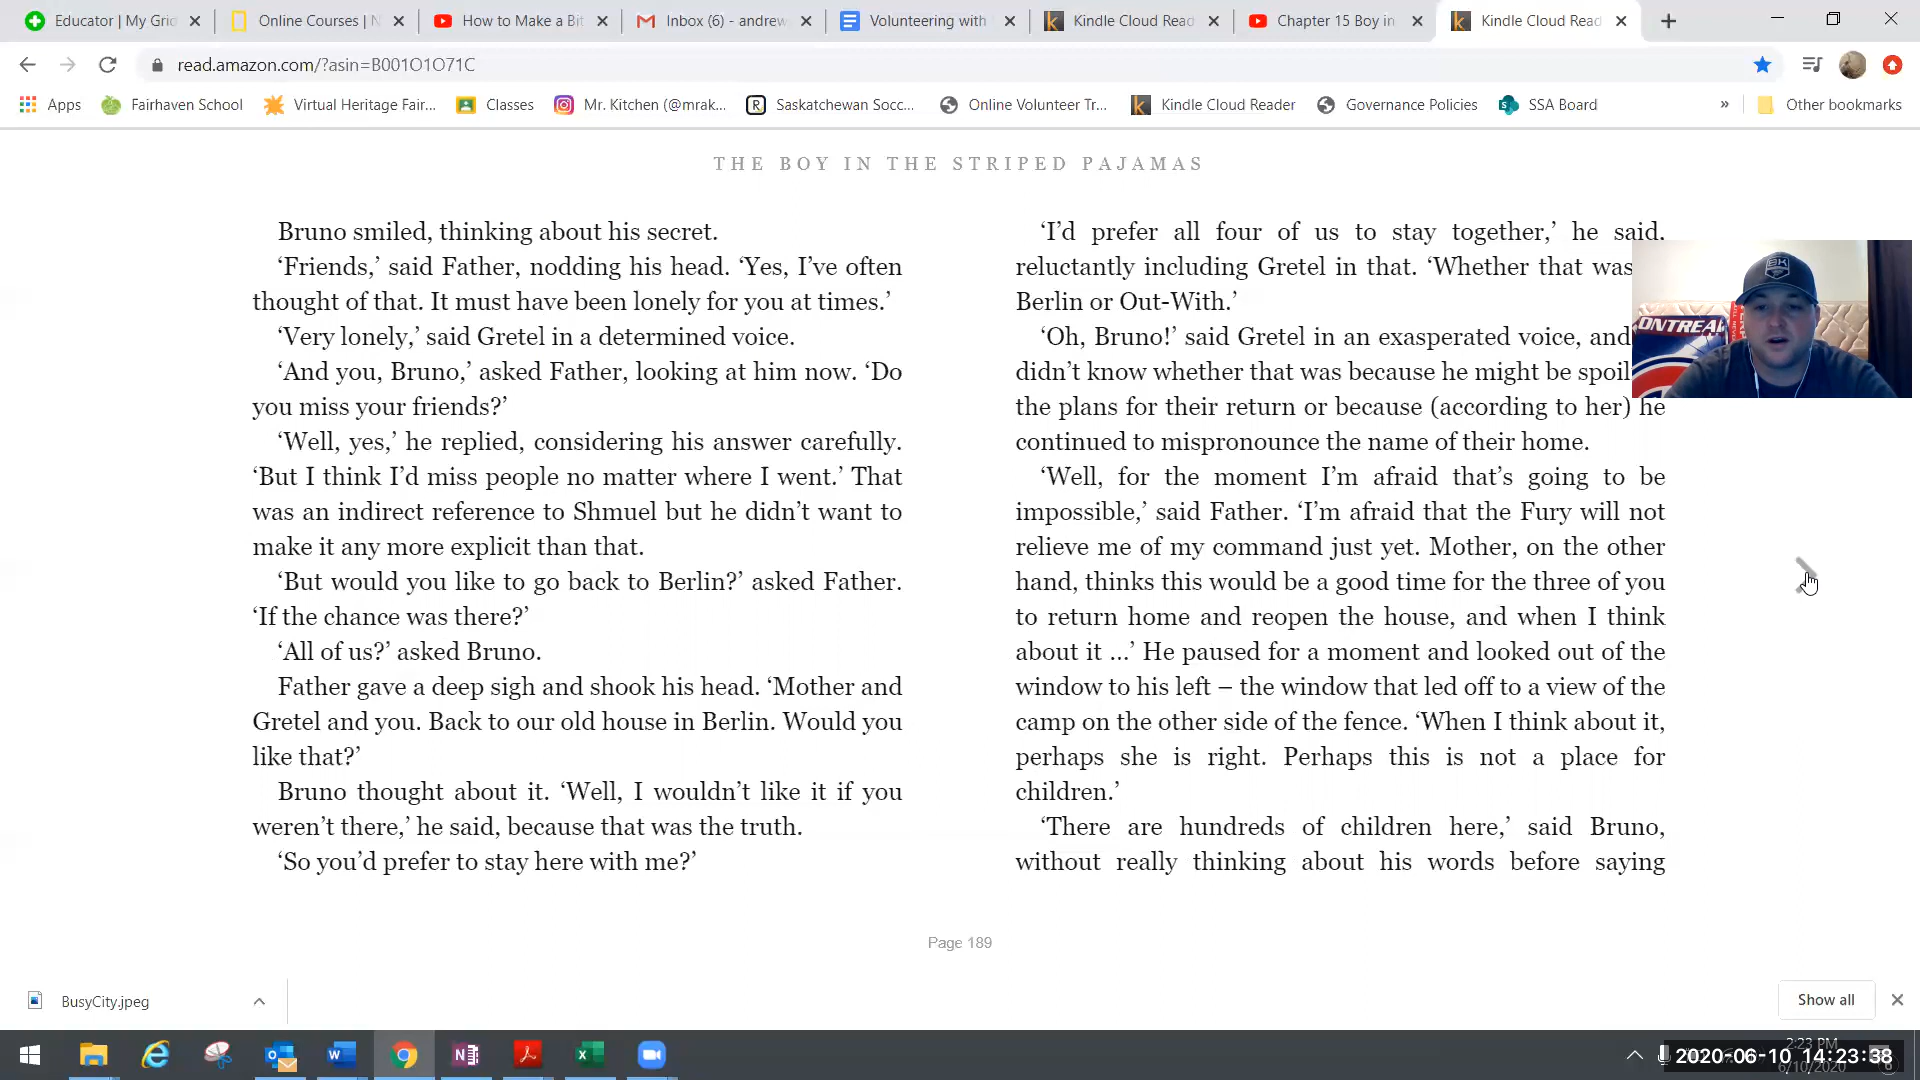 Educator | My Gri
Online Courses | N
How to Make a Bit
Inbox (6) - andrew
Volunteering with
Kindle Cloud Read
Chapter 15 Boy in
Kindle Cloud Read
read.amazon.com/?asin=B001O1O71C
Apps
Fairhaven School
Virtual Heritage Fair...
Classes
Mr. Kitchen (@mrak...
Saskatchewan Socc...
Online Volunteer Tr...
Kindle Cloud Reader
Governance Policies
SSA Board
»
Other bookmarks
THE BOY IN THE STRIPED PAJAMAS
Bruno smiled, thinking about his secret.
‘Friends,’ said Father, nodding his head. ‘Yes, I’ve often
thought of that. It must have been lonely for you at times.’
‘Very lonely,’ said Gretel in a determined voice.
‘And you, Bruno,’ asked Father, looking at him now. ‘Do
you miss your friends?’
‘Well, yes,’ he replied, considering his answer carefully.
‘But I think I’d miss people no matter where I went.’ That
was an indirect reference to Shmuel but he didn’t want to
make it any more explicit than that.
‘But would you like to go back to Berlin?’ asked Father.
‘If the chance was there?’
‘All of us?’ asked Bruno.
Father gave a deep sigh and shook his head. ‘Mother and
Gretel and you. Back to our old house in Berlin. Would you
like that?’
Bruno thought about it. ‘Well, I wouldn’t like it if you
weren’t there,’ he said, because that was the truth.
‘So you’d prefer to stay here with me?’
‘I’d prefer all four of us to stay together,’ he said,
reluctantly including Gretel in that. ‘Whether that was
Berlin or Out-With.’
‘Oh, Bruno!’ said Gretel in an exasperated voice, and
didn’t know whether that was because he might be spoil
the plans for their return or because (according to her) he
continued to mispronounce the name of their home.
‘Well, for the moment I’m afraid that’s going to be
impossible,’ said Father. ‘I’m afraid that the Fury will not
relieve me of my command just yet. Mother, on the other
hand, thinks this would be a good time for the three of you
to return home and reopen the house, and when I think
about it ...’ He paused for a moment and looked out of the
window to his left – the window that led off to a view of the
camp on the other side of the fence. ‘When I think about it,
perhaps she is right. Perhaps this is not a place for
children.’
‘There are hundreds of children here,’ said Bruno,
without really thinking about his words before saying
ONTREAL
Page 189
BusyCity.jpeg
Show all
2:23 PM
2020-06-10 14:23:38
6/10/2020